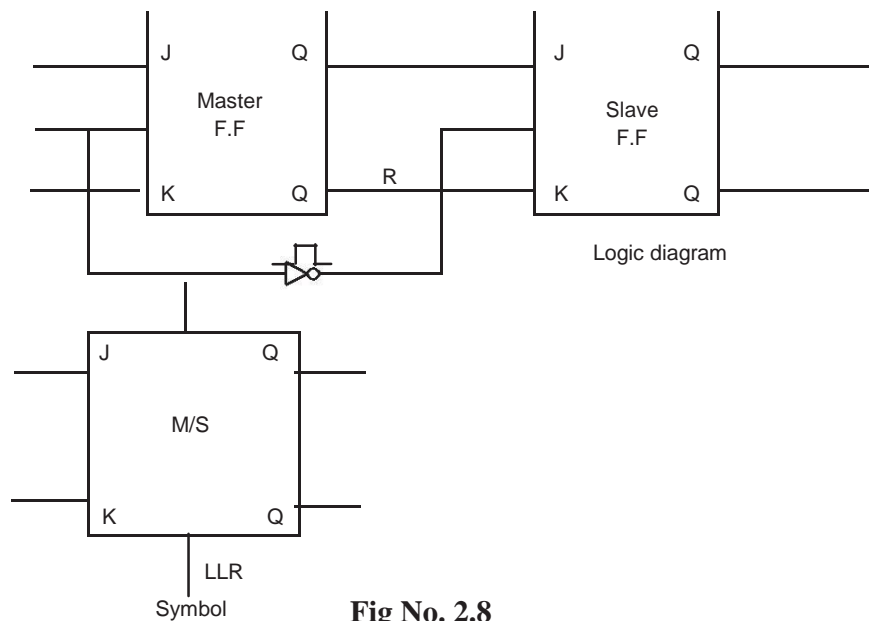 J Q J Q
Master
F.F
Slave
F.F
K Q R K Q
Logic diagram
J Q
M/S
K Q
LLR
Symbol
Fig No. 2.8